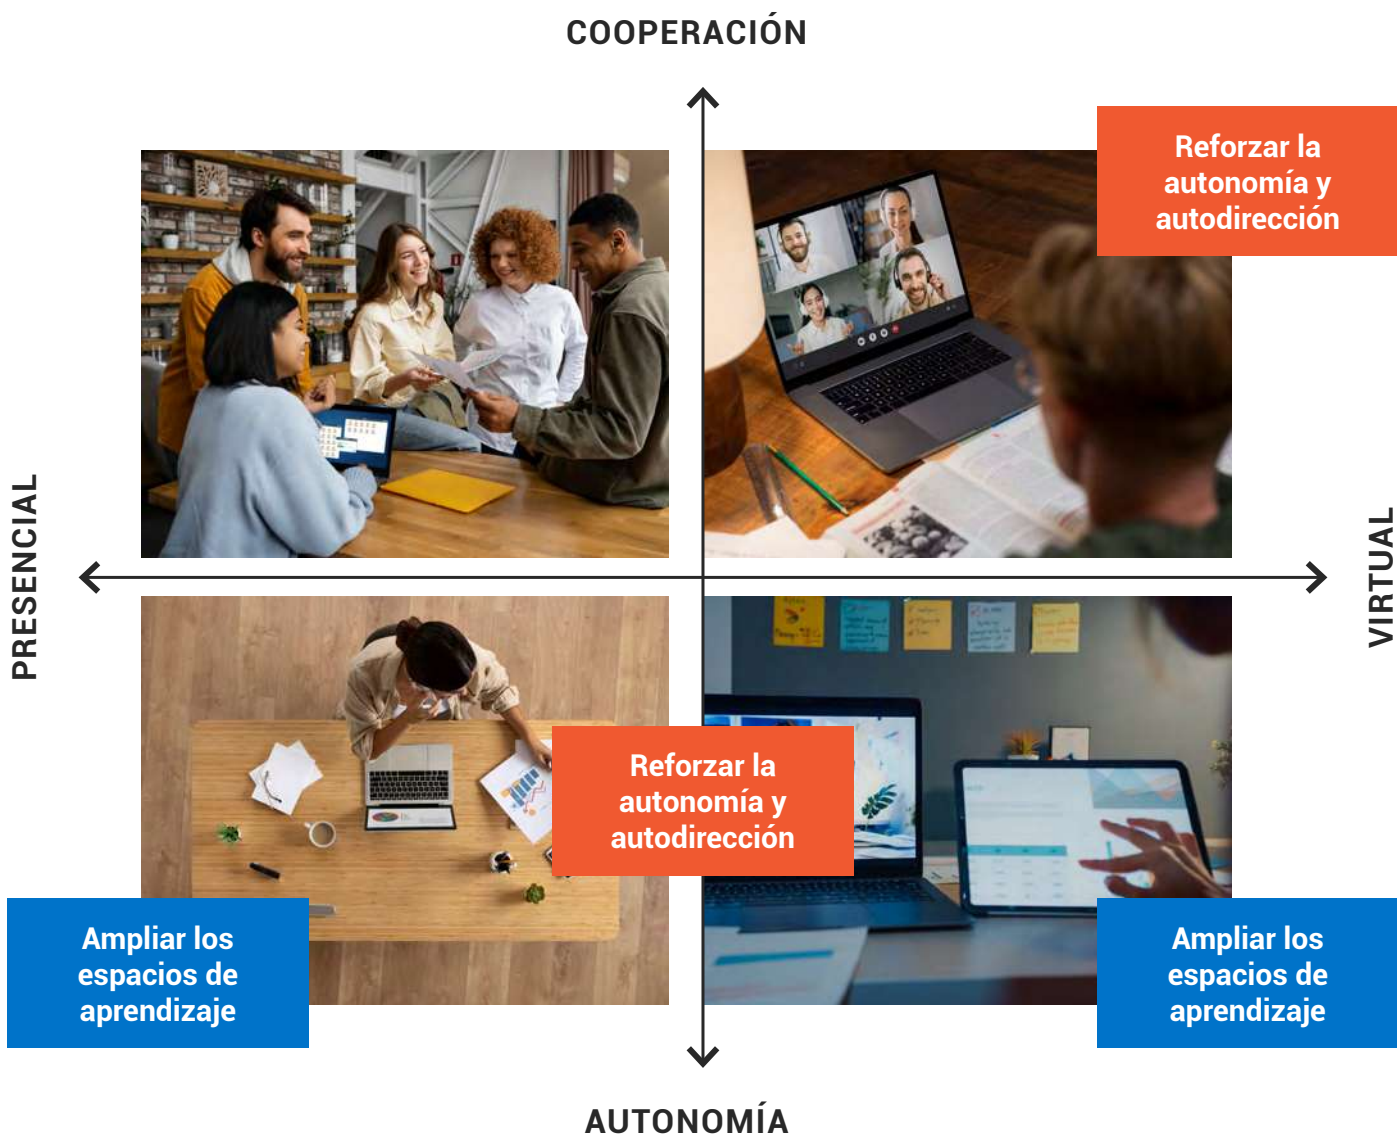 COOPERACIÓN
Reforzar la
autonomía y
autodirección
PRESENCIAL
VIRTUAL
Reforzar la
autonomía y
autodirección
Ampliar los
espacios de
aprendizaje
Ampliar los
espacios de
aprendizaje
AUTONOMÍA